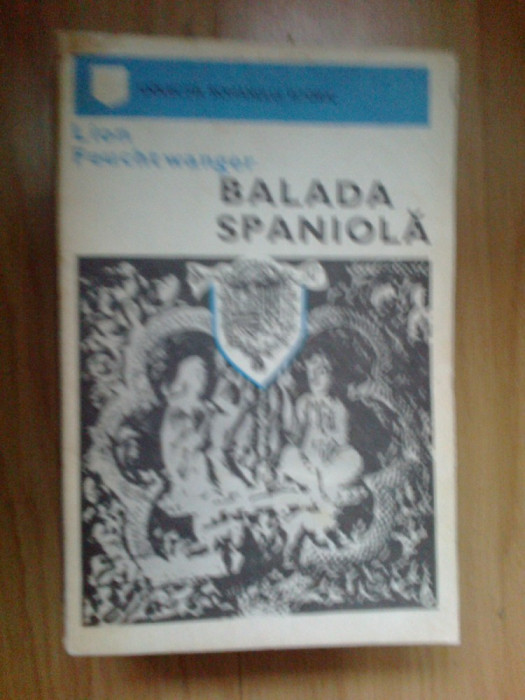 Lion
Feuchtwanger
BALADA
SPANIOLĂ